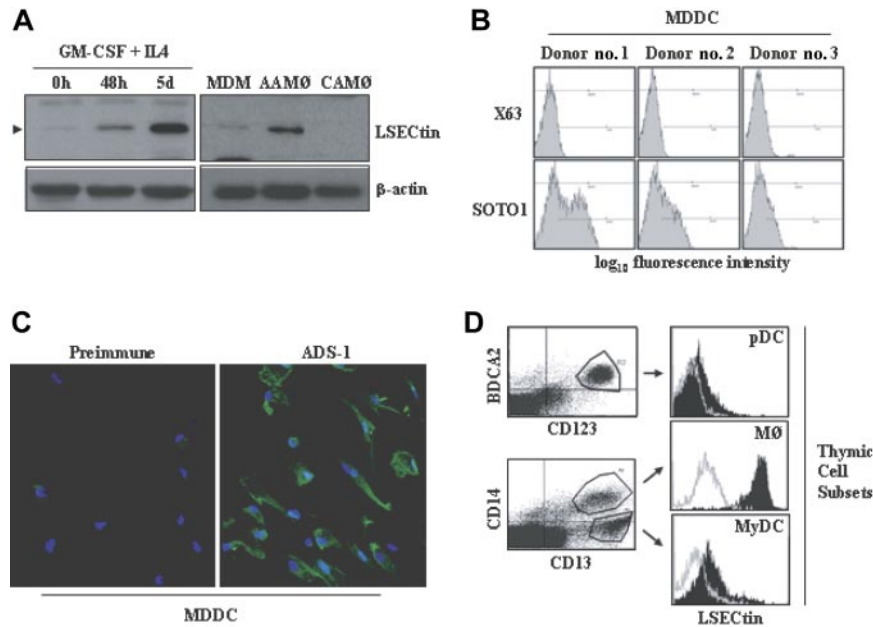 A
GM-CSF + IL4
0h 48h 5d MDM AAMØ CAMØ
LSECtin
β-actin
B
MDDC
Donor no. 1 Donor no. 2 Donor no. 3
X63
SOTO1
log₁₀ fluorescence intensity
C
Preimmune ADS-1
MDDC
D
BDCA2
CD123
pDC
CD14
CD13
MØ
MyDC
LSECtin
Thymic
Cell
Subsets